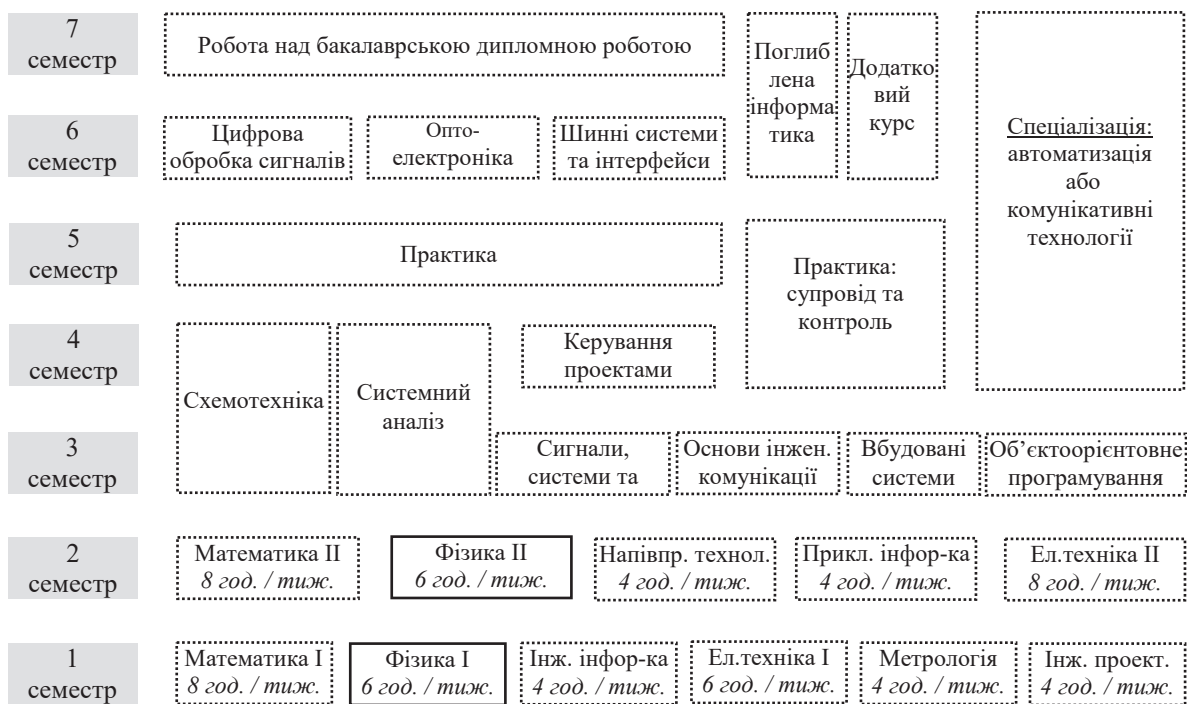 7
семестр
Робота над бакалаврською дипломною роботою
Поглиб
лена
інформа
тика
Додатко
вий
курс
6
семестр
Цифрова
обробка сигналів
Опто-
електроніка
Шинні системи
та інтерфейси
Спеціалізація:
автоматизація
або
комунікативні
технології
5
семестр
Практика
Практика:
супровід та
контроль
4
семестр
Схемотехніка
Системний
аналіз
Керування
проектами
3
семестр
Сигнали,
системи та
Основи інжен.
комунікації
Вбудовані
системи
Об’єктоорієнтовне
програмування
2
семестр
Математика II
8 год. / тиж.
Фізика II
6 год. / тиж.
Напівпр. технол.
4 год. / тиж.
Прикл. інфор-ка
4 год. / тиж.
Ел.техніка II
8 год. / тиж.
1
семестр
Математика I
8 год. / тиж.
Фізика I
6 год. / тиж.
Інж. інфор-ка
4 год. / тиж.
Ел.техніка I
6 год. / тиж.
Метрологія
4 год. / тиж.
Інж. проект.
4 год. / тиж.